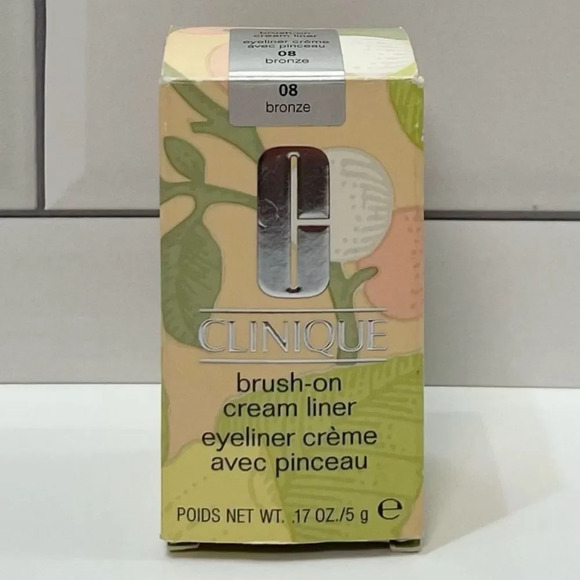 brush-on
cream liner
eyeliner crème
avec pinceau
08
bronze
08
bronze
CLINIQUE
brush-on
cream liner
eyeliner crème
avec pinceau
POIDS NET WT. .17 OZ./5 g ℮